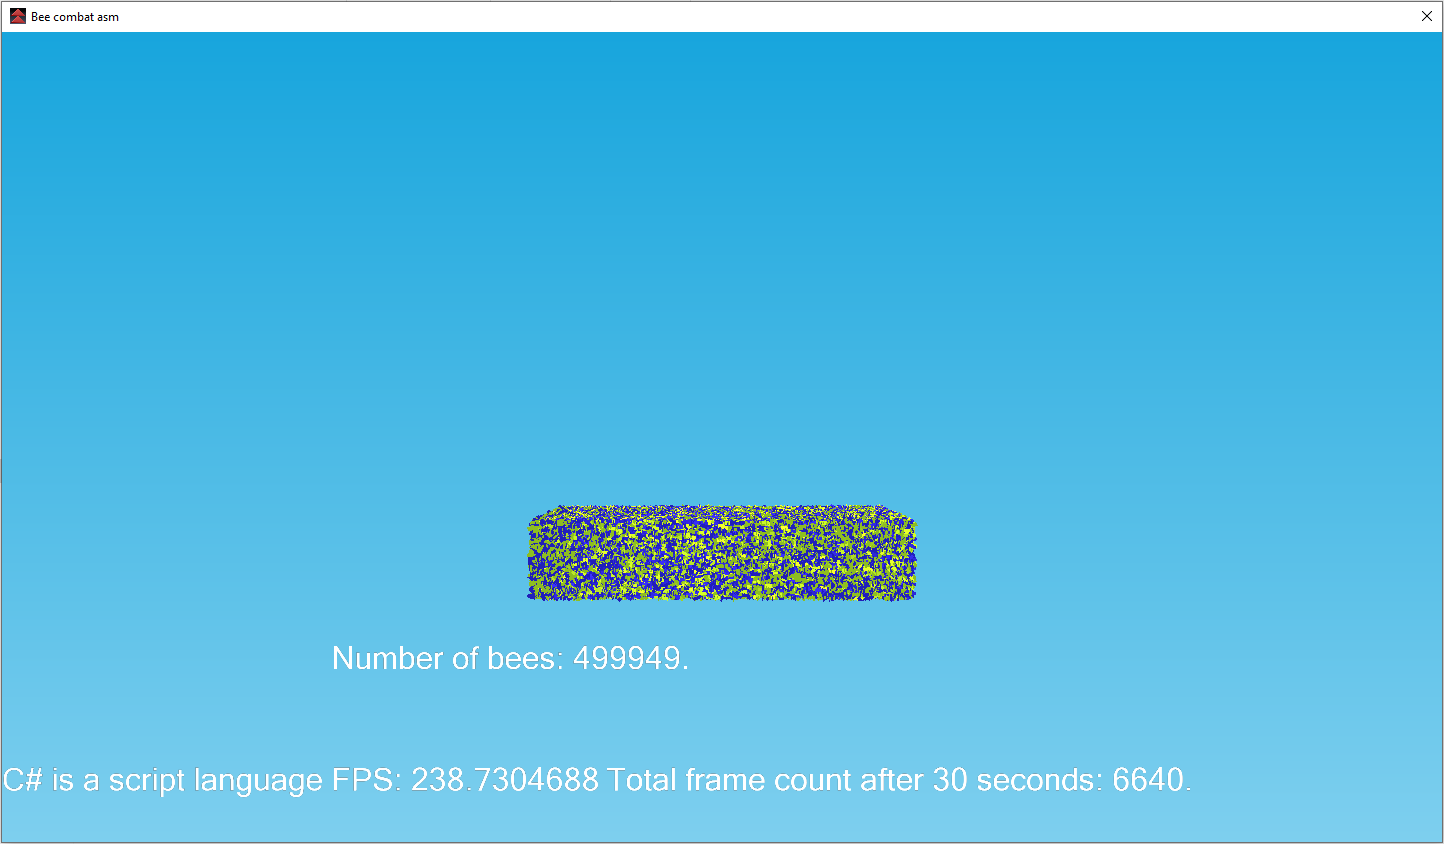 Bee combat asm
Number of bees: 499949.
C# is a script language FPS: 238.7304688 Total frame count after 30 seconds: 6640.